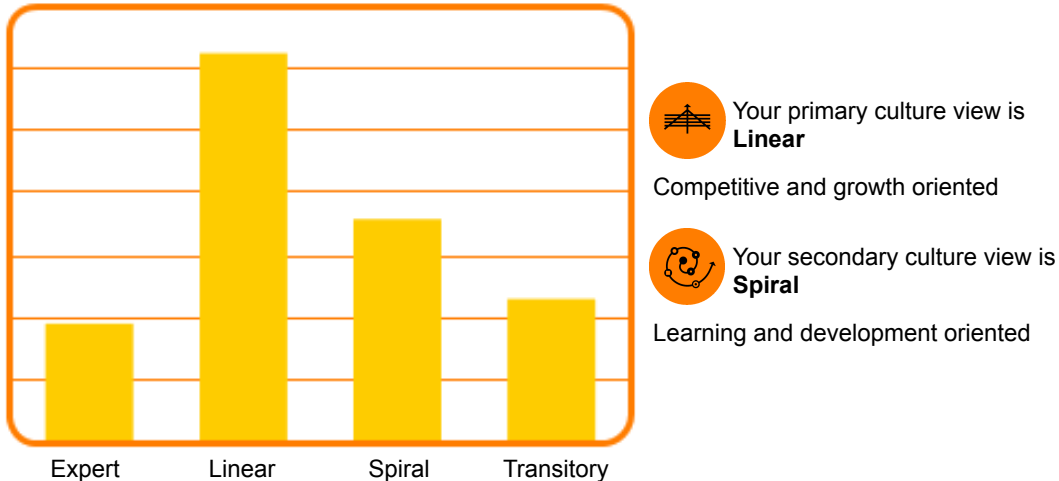 Your primary culture view is
Linear
Competitive and growth oriented
Your secondary culture view is
Spiral
Learning and development oriented
Expert Linear Spiral Transitory